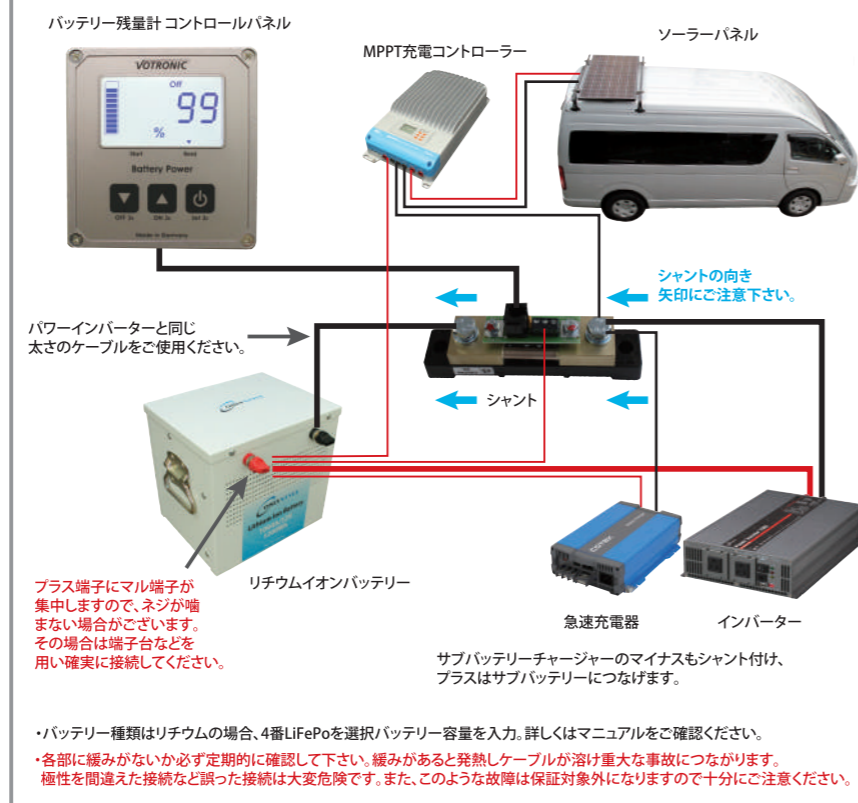 バッテリー残量計 コントロールパネル
MPPT充電コントローラー
ソーラーパネル
VOTRONIC
Off
99
%
Start
Battery Power
OFF 3s
ON 3s
Made in Germany
シャントの向き
矢印にご注意下さい。
パワーインバーターと同じ
太さのケーブルをご使用ください。
シャント
Lithium-Ion Battery
リチウムイオンバッテリー
プラス端子にマル端子が
集中しますので、ネジが噛
まない場合がございます。
その場合は端子台などを
用い確実に接続してください。
COTEK
急速充電器
インバーター
サブバッテリーチャージャーのマイナスもシャント付け、
プラスはサブバッテリーにつなげます。
・バッテリー種類はリチウムの場合、4番LiFePoを選択バッテリー容量を入力。詳しくはマニュアルをご確認ください。
・各部に緩みがないか必ず定期的に確認して下さい。緩みがあると発熱しケーブルが溶け重大な事故につながります。
極性を間違えた接続など誤った接続は大変危険です。また、このような故障は保証対象外になりますので十分にご注意ください。